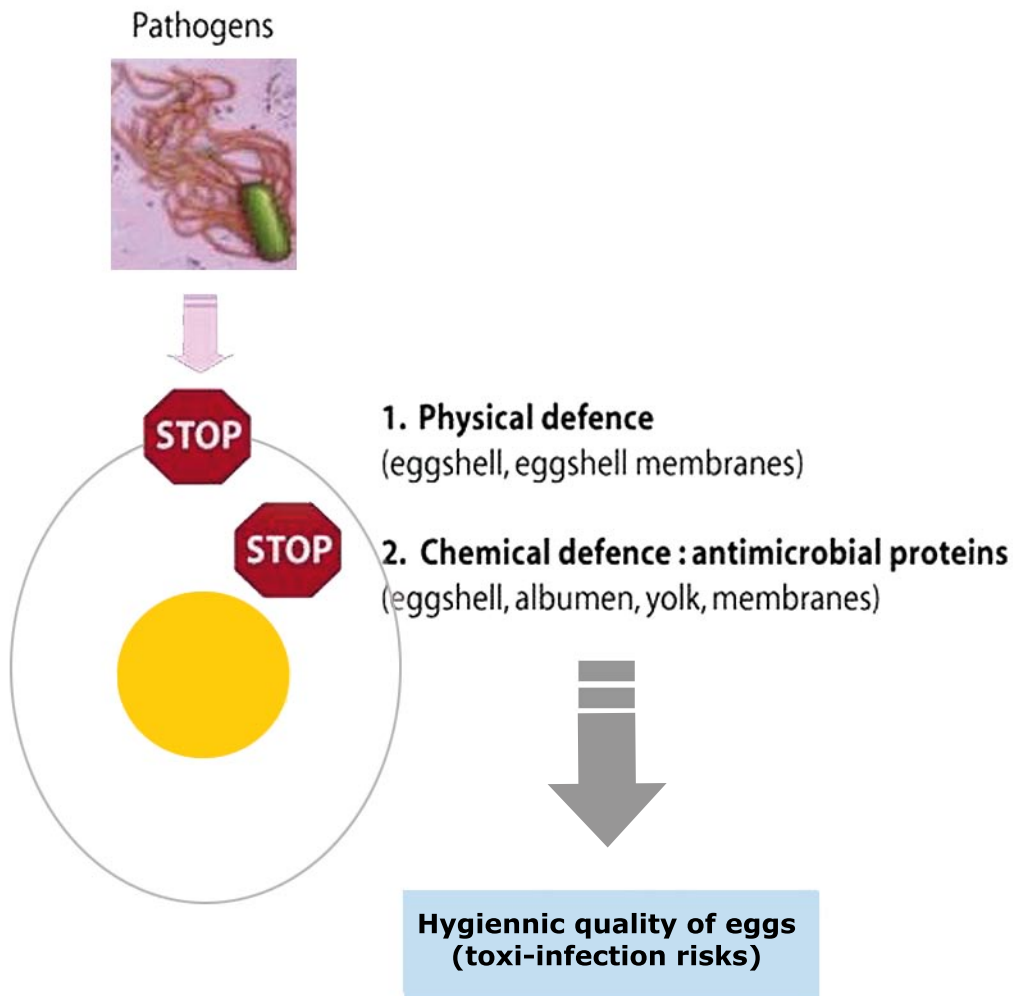 Pathogens
STOP
1. Physical defence
(eggshell, eggshell membranes)
STOP
2. Chemical defence : antimicrobial proteins
(eggshell, albumen, yolk, membranes)
Hygiennic quality of eggs
(toxi-infection risks)